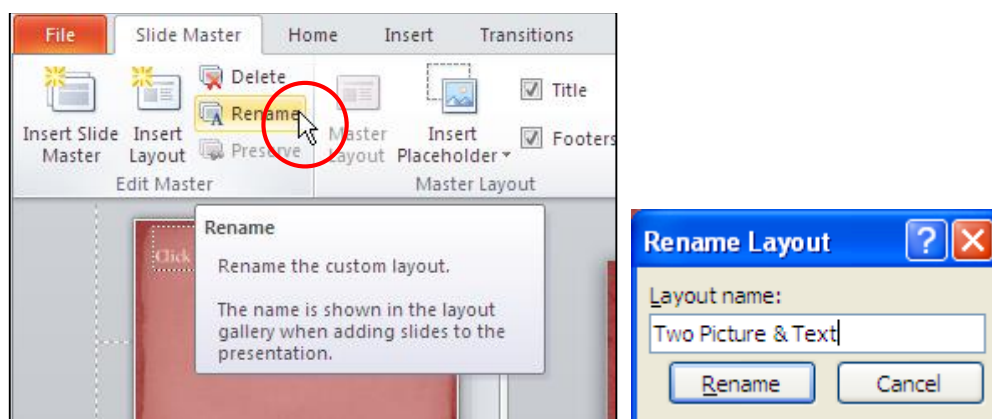 File Slide Master Home Insert Transitions
Delete
Rename
Preserve
Insert Slide Master
Insert Layout
Master Layout
Insert Placeholder
Title
Footers
Edit Master
Master Layout
Click
Rename
Rename the custom layout.
The name is shown in the layout
gallery when adding slides to the
presentation.
Rename Layout
Layout name:
Two Picture & Text
Rename Cancel